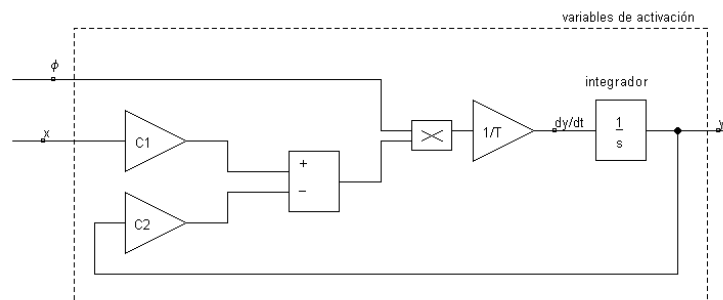 variables de activación
ϕ
integrador
x
C1
+
−
1/T
dy/dt
1
s
y
C2